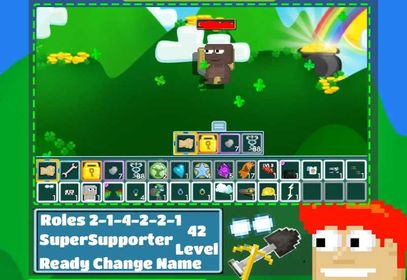 Roles 2-1-4-2-2-1
42
SuperSupporter
Level
Ready Change Name